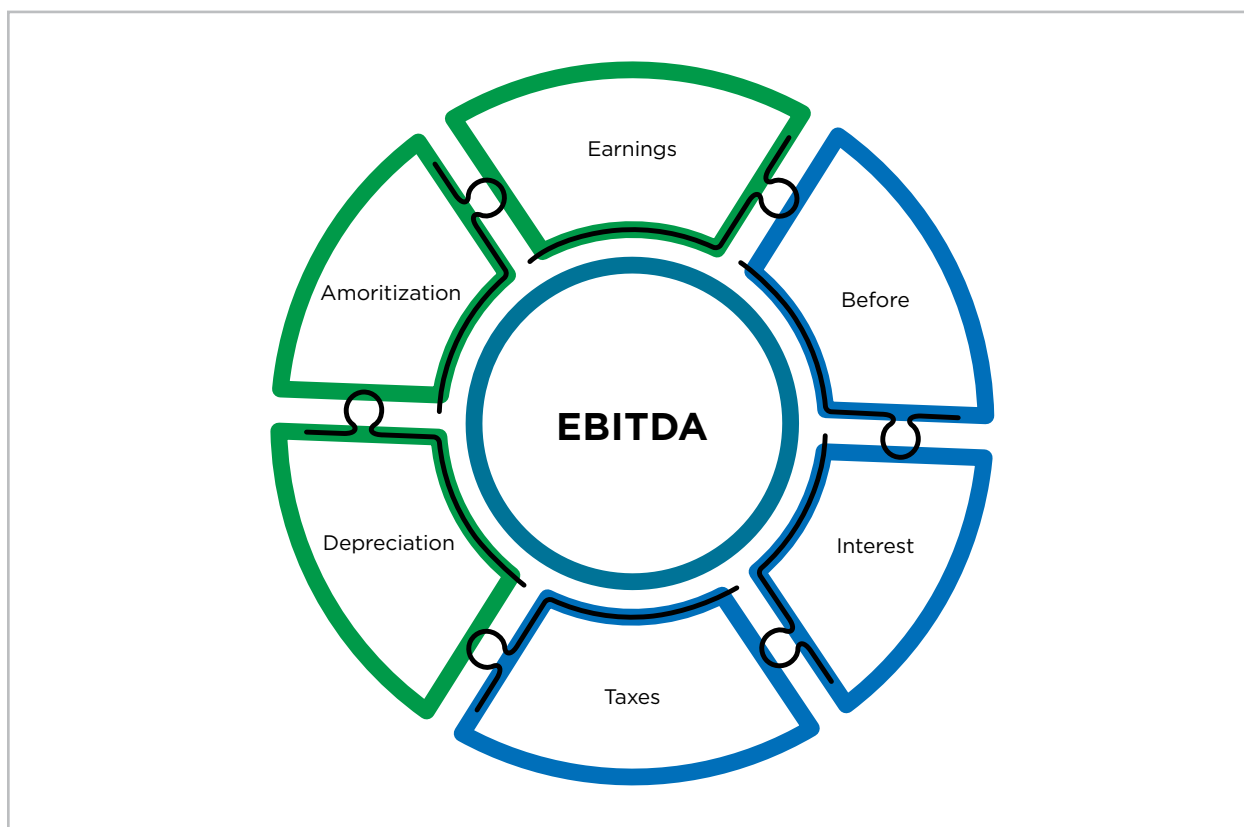 Earnings
Before
Interest
Taxes
Depreciation
Amoritization
EBITDA